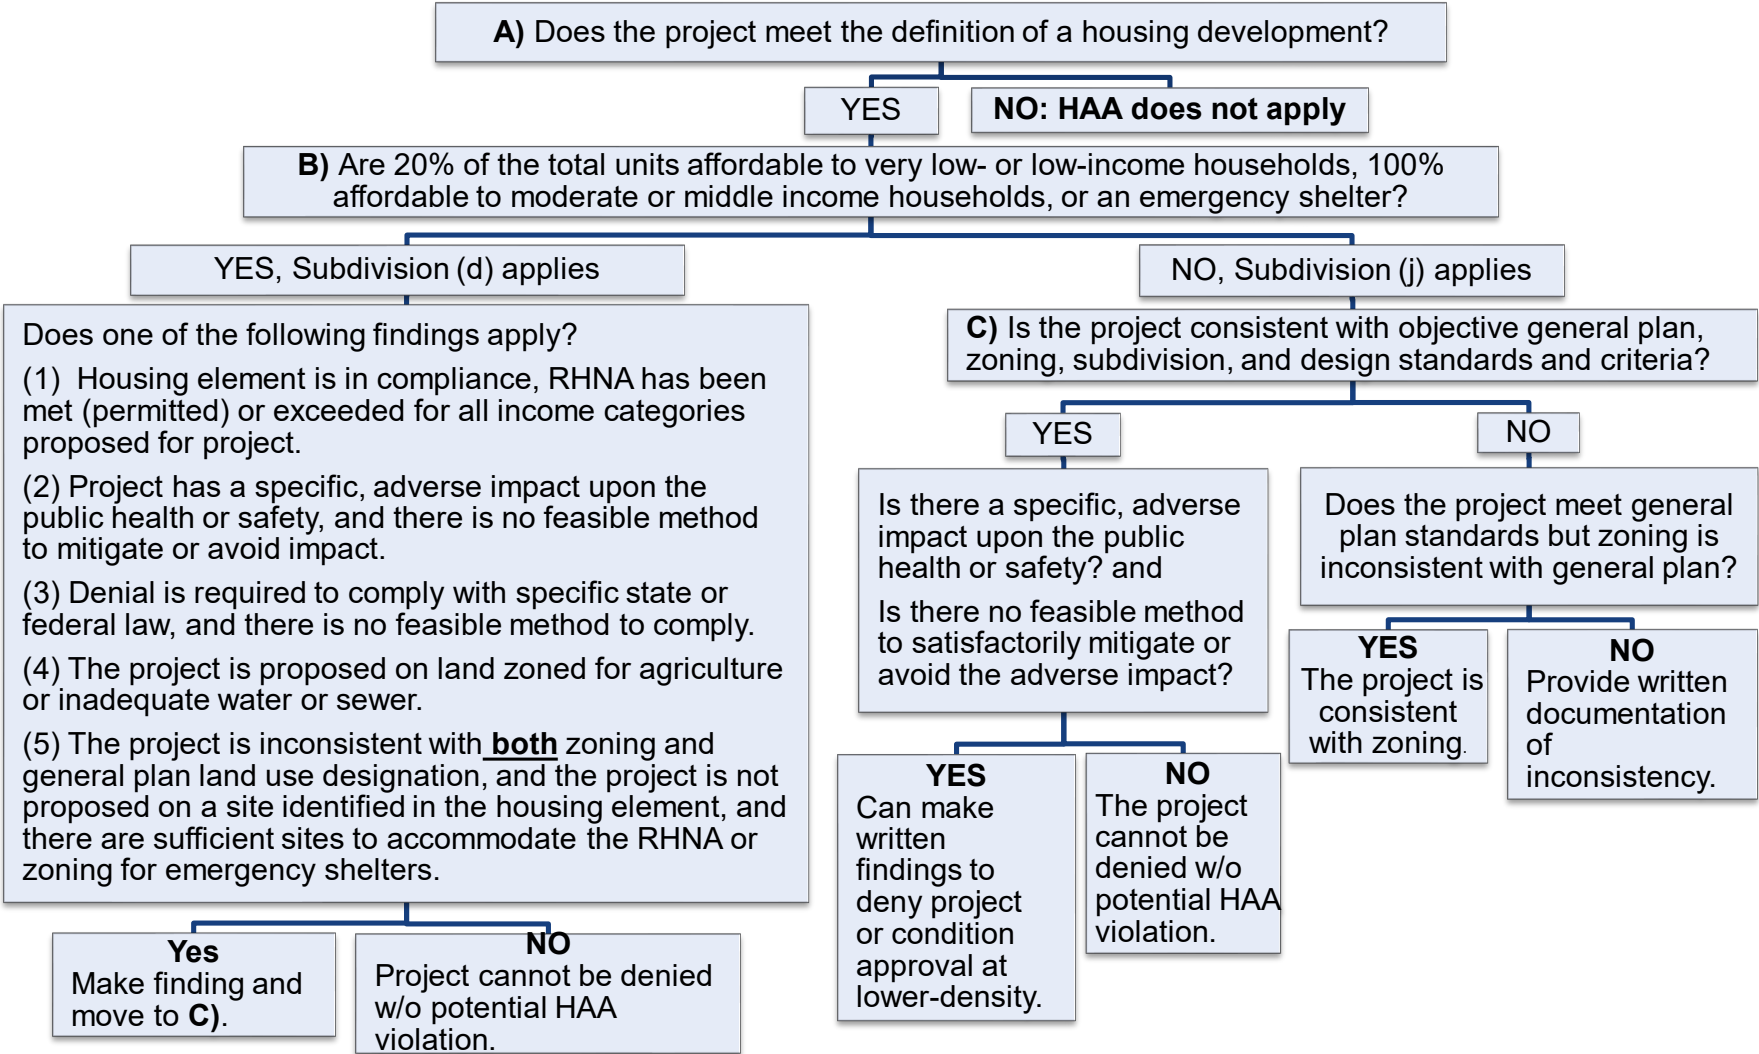 A) Does the project meet the definition of a housing development?
YES
NO: HAA does not apply
B) Are 20% of the total units affordable to very low- or low-income households, 100%
affordable to moderate or middle income households, or an emergency shelter?
YES, Subdivision (d) applies
Does one of the following findings apply?
(1) Housing element is in compliance, RHNA has been
met (permitted) or exceeded for all income categories
proposed for project.
(2) Project has a specific, adverse impact upon the
public health or safety, and there is no feasible method
to mitigate or avoid impact.
(3) Denial is required to comply with specific state or
federal law, and there is no feasible method to comply.
(4) The project is proposed on land zoned for agriculture
or inadequate water or sewer.
(5) The project is inconsistent with both zoning and
general plan land use designation, and the project is not
proposed on a site identified in the housing element, and
there are sufficient sites to accommodate the RHNA or
zoning for emergency shelters.
Yes
Make finding and
move to C).
NO
Project cannot be denied
w/o potential HAA
violation.
NO, Subdivision (j) applies
C) Is the project consistent with objective general plan,
zoning, subdivision, and design standards and criteria?
YES
Is there a specific, adverse
impact upon the public
health or safety? and
Is there no feasible method
to satisfactorily mitigate or
avoid the adverse impact?
YES
Can make
written
findings to
deny project
or condition
approval at
lower-density.
NO
The project
cannot be
denied w/o
potential HAA
violation.
NO
Does the project meet general
plan standards but zoning is
inconsistent with general plan?
YES
The project is
consistent
with zoning.
NO
Provide written
documentation
of
inconsistency.